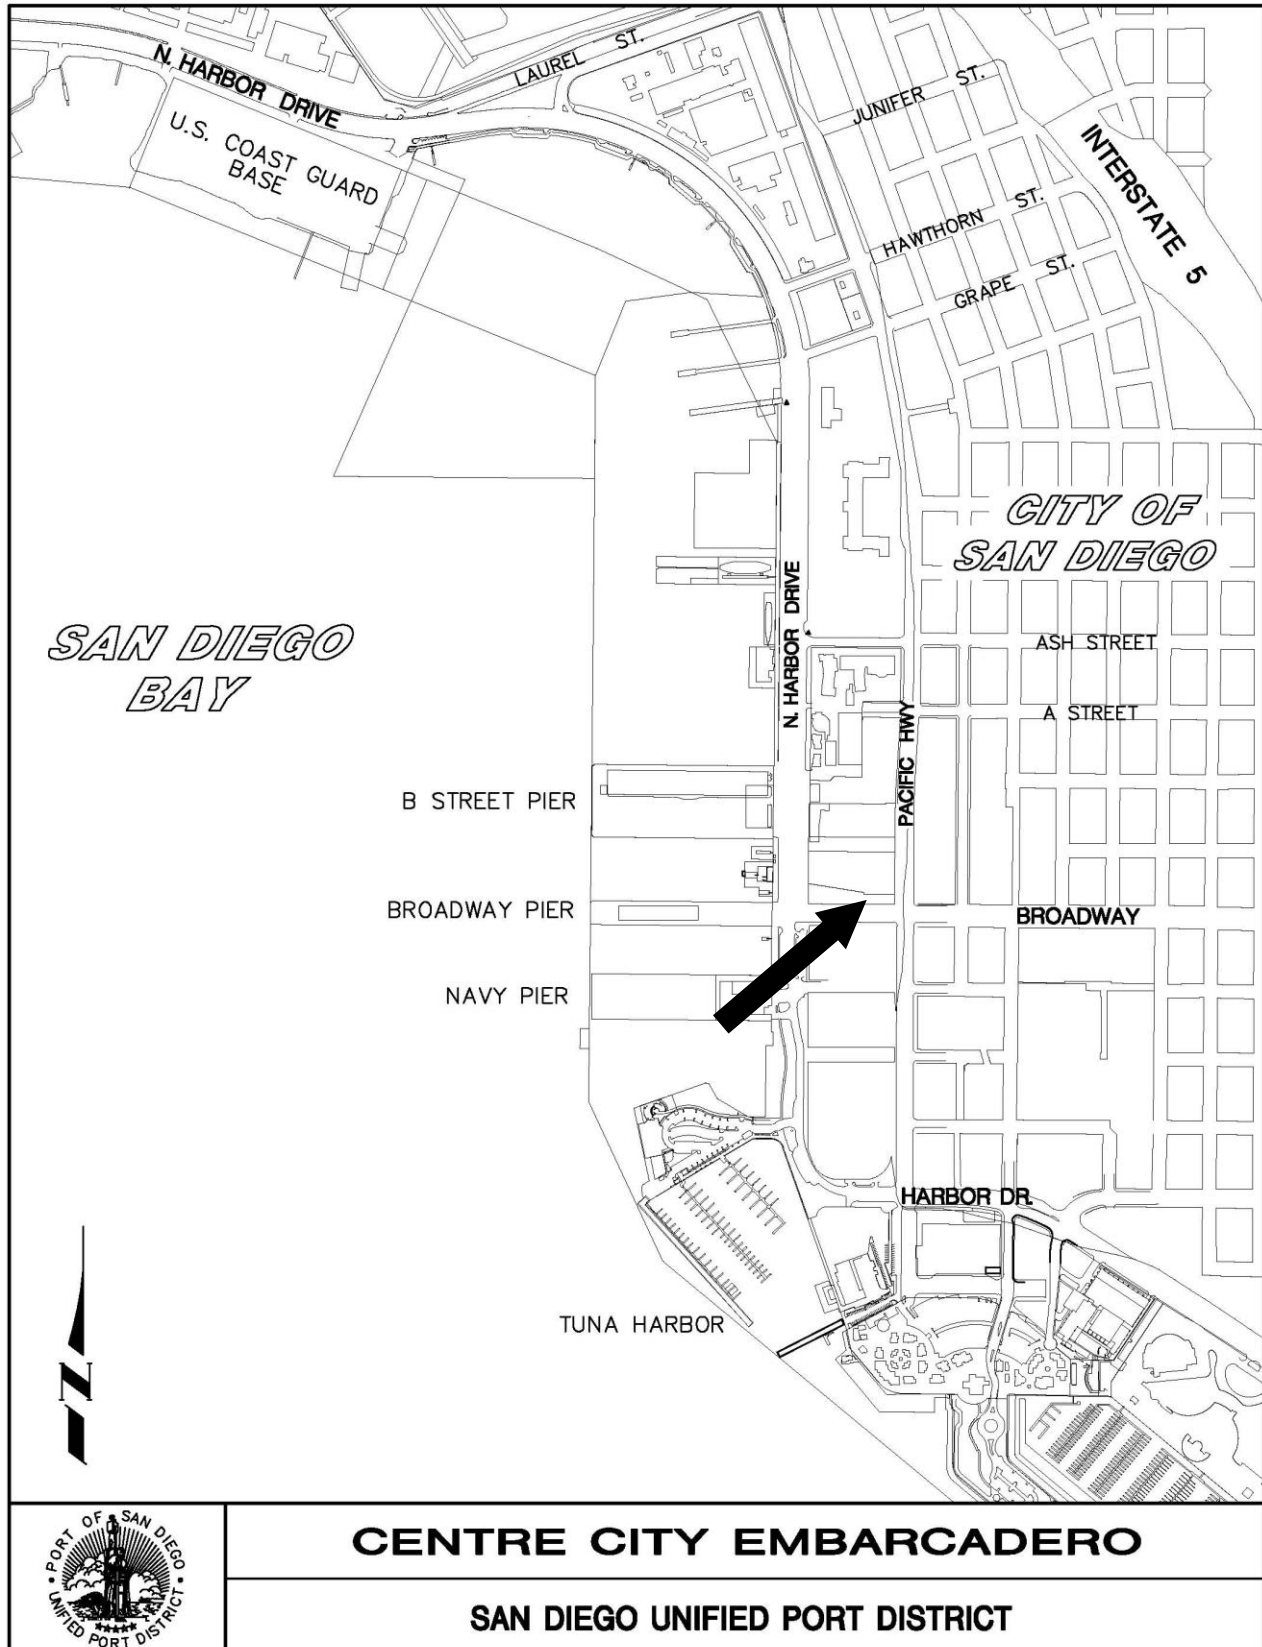 N. HARBOR DRIVE
LAUREL ST.
JUNIFER ST.
U.S. COAST GUARD
BASE
INTERSTATE 5
HAWTHORN ST.
GRAPE ST.
CITY OF
SAN DIEGO
SAN DIEGO
BAY
N. HARBOR DRIVE
ASH STREET
A STREET
PACIFIC HWY
B STREET PIER
BROADWAY PIER
BROADWAY
NAVY PIER
HARBOR DR.
TUNA HARBOR
N
PORT OF SAN DIEGO
UNIFIED PORT DISTRICT
CENTRE CITY EMBARCADERO
SAN DIEGO UNIFIED PORT DISTRICT